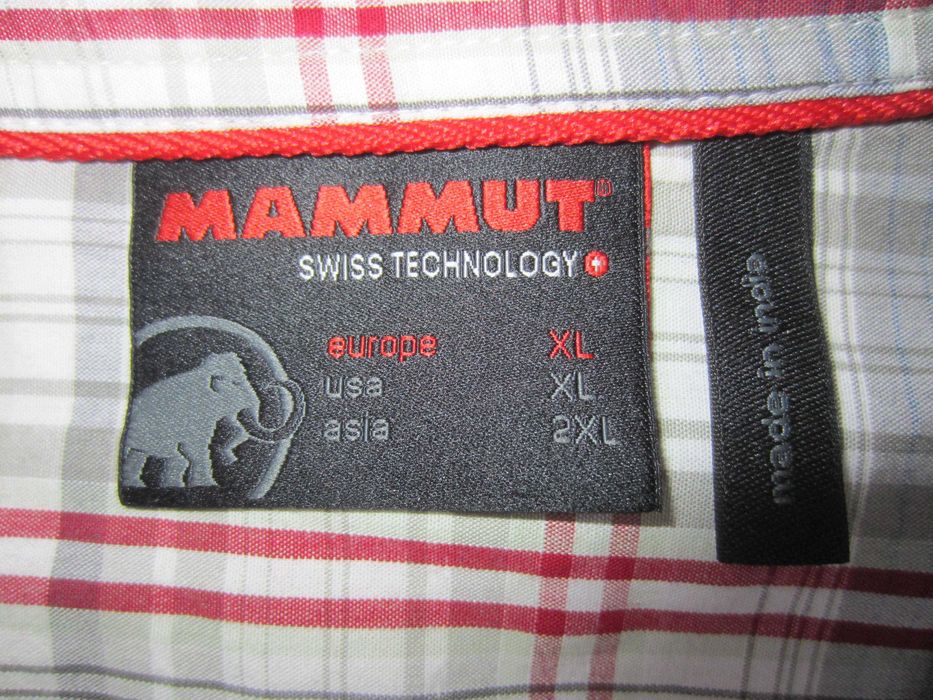 MAMMUT®
SWISS TECHNOLOGY
europe XL
usa XL
asia 2XL
made in india